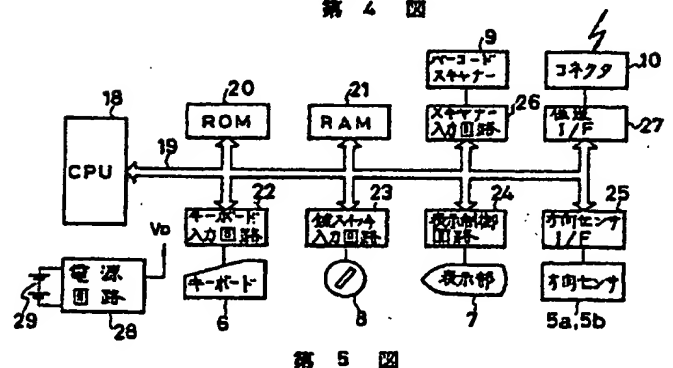 第 4 図
9
バーコード
スキャナー
コネクタ
10
18
CPU
20
ROM
21
RAM
スキャナー
入力回路
26
伝送
I/F
27
19
22
キーボード
入力回路
23
鍵スイッチ
入力回路
24
表示制御
回路
25
方向センサ
I/F
VD
電源
回路
29
28
キーボード
6
8
表示部
7
方向センサ
5a,5b
第 5 図